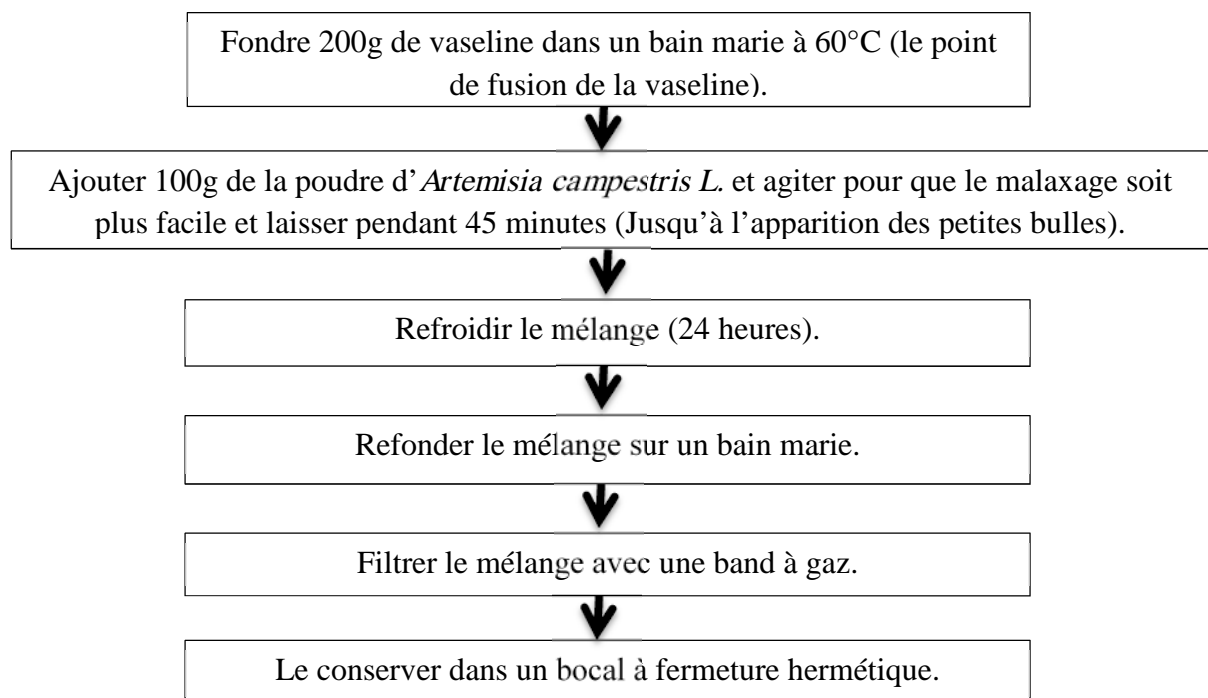 Fondre 200g de vaseline dans un bain marie à 60°C (le point
de fusion de la vaseline).
Ajouter 100g de la poudre d’Artemisia campestris L. et agiter pour que le malaxage soit
plus facile et laisser pendant 45 minutes (Jusqu’à l’apparition des petites bulles).
Refroidir le mélange (24 heures).
Refonder le mélange sur un bain marie.
Filtrer le mélange avec une band à gaz.
Le conserver dans un bocal à fermeture hermétique.